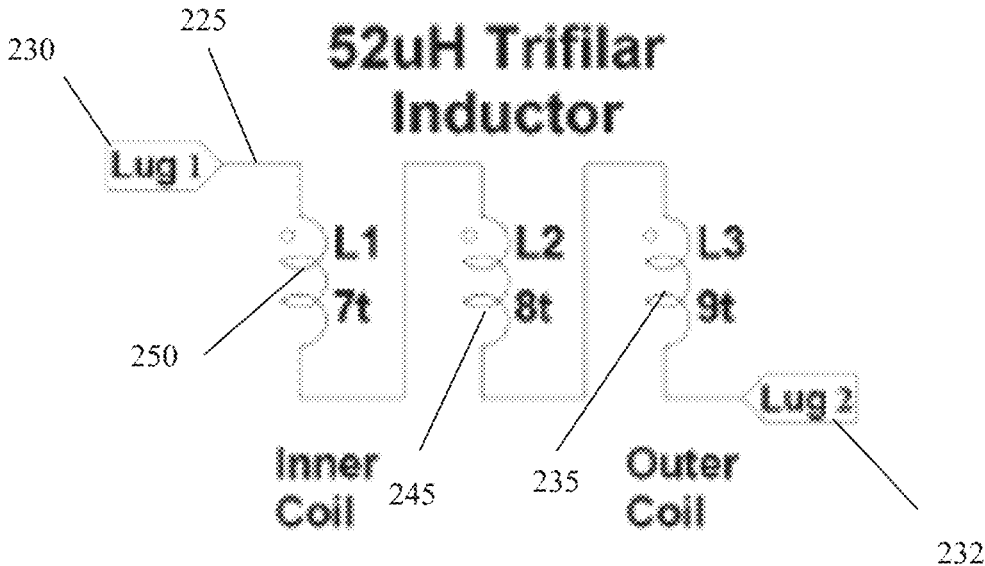 230
225
52uH Trifilar
Inductor
Lug 1
L1
L2
L3
7t
8t
9t
250
Lug 2
Inner
Coil
245
235
Outer
Coil
232